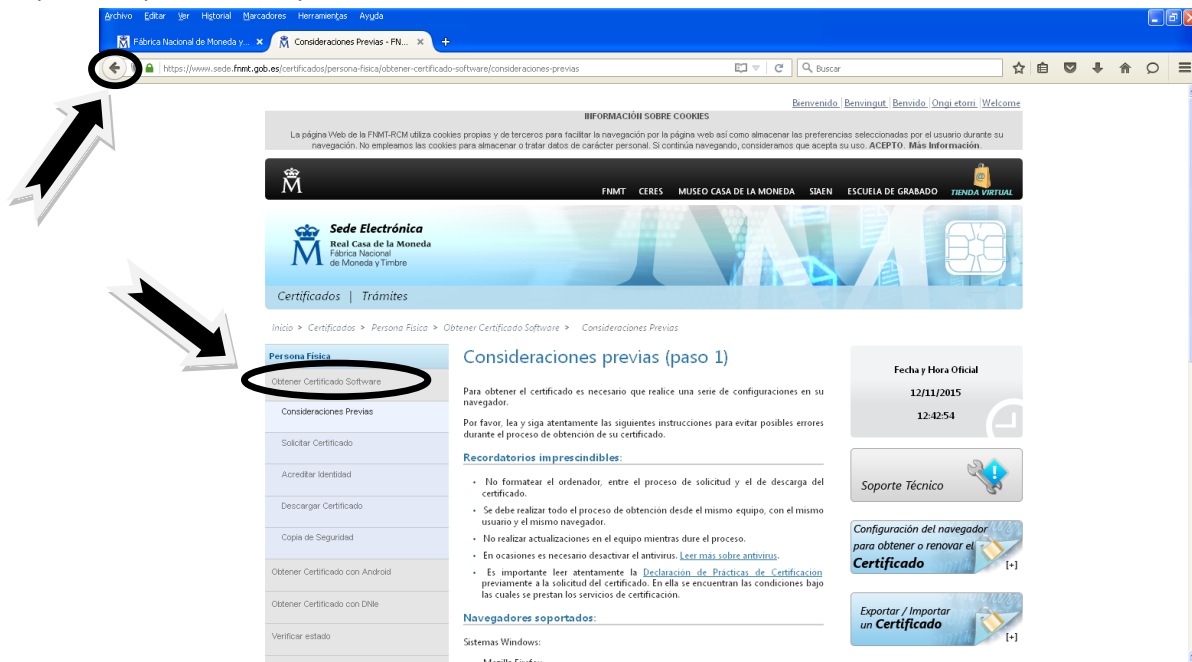 Archivo Editar Ver Historial Marcadores Herramientas Ayuda
Fábrica Nacional de Moneda y... × Consideraciones Previas - FN... × +
https://www.sede.fnmt.gob.es/certificados/persona-fisica/obtener-certificado-software/consideraciones-previas Buscar
Bienvenido Benvingut Benvido Ongi etorri Welcome
INFORMACIÓN SOBRE COOKIES
La página Web de la FNMT-RCM utiliza cookies propias y de terceros para facilitar la navegación por la página web así como almacenar las preferencias seleccionadas por el usuario durante su
navegación. No empleamos las cookies para almacenar o tratar datos de carácter personal. Si continúa navegando, consideramos que acepta su uso. ACEPTO. Más Información.
FNMT CERES MUSEO CASA DE LA MONEDA SIAEN ESCUELA DE GRABADO TIENDA VIRTUAL
Sede Electrónica
Real Casa de la Moneda
Fábrica Nacional
de Moneda y Timbre
Certificados | Trámites
Inicio > Certificados > Persona Física > Obtener Certificado Software > Consideraciones Previas
Persona Física
Obtener Certificado Software
Consideraciones Previas
Solicitar Certificado
Acreditar Identidad
Descargar Certificado
Copia de Seguridad
Obtener Certificado con Android
Obtener Certificado con DNIe
Verificar estado
Consideraciones previas (paso 1)
Para obtener el certificado es necesario que realice una serie de configuraciones en su
navegador.
Por favor, lea y siga atentamente las siguientes instrucciones para evitar posibles errores
durante el proceso de obtención de su certificado.
Recordatorios imprescindibles:
• No formatear el ordenador, entre el proceso de solicitud y el de descarga del
certificado.
• Se debe realizar todo el proceso de obtención desde el mismo equipo, con el mismo
usuario y el mismo navegador.
• No realizar actualizaciones en el equipo mientras dure el proceso.
• En ocasiones es necesario desactivar el antivirus. Leer más sobre antivirus.
• Es importante leer atentamente la Declaración de Prácticas de Certificación
previamente a la solicitud del certificado. En ella se encuentran las condiciones bajo
las cuales se prestan los servicios de certificación.
Navegadores soportados:
Sistemas Windows:
Mozilla Firefox
Fecha y Hora Oficial
12/11/2015
12:42:54
Soporte Técnico
Configuración del navegador
para obtener o renovar el
Certificado
[+]
Exportar / Importar
un Certificado
[+]